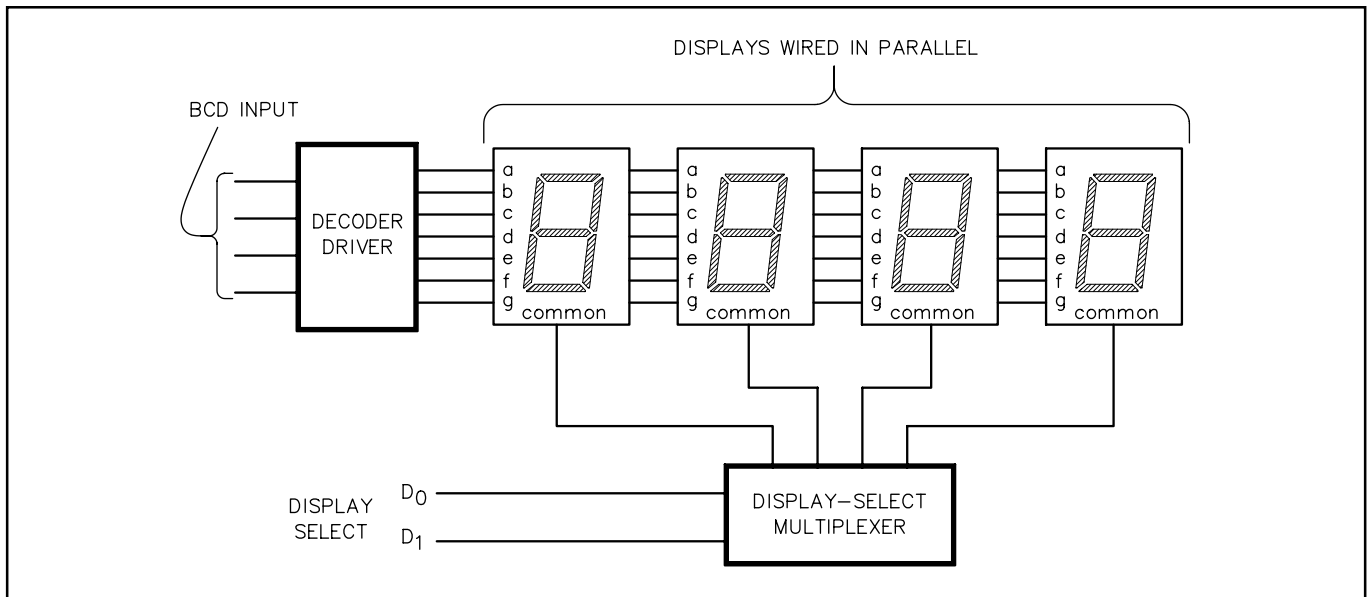 DISPLAYS WIRED IN PARALLEL
BCD INPUT
DECODER
DRIVER
a
b
c
d
e
f
g
common
a
b
c
d
e
f
g
common
a
b
c
d
e
f
g
common
a
b
c
d
e
f
g
common
DISPLAY
SELECT
D0
D1
DISPLAY-SELECT
MULTIPLEXER